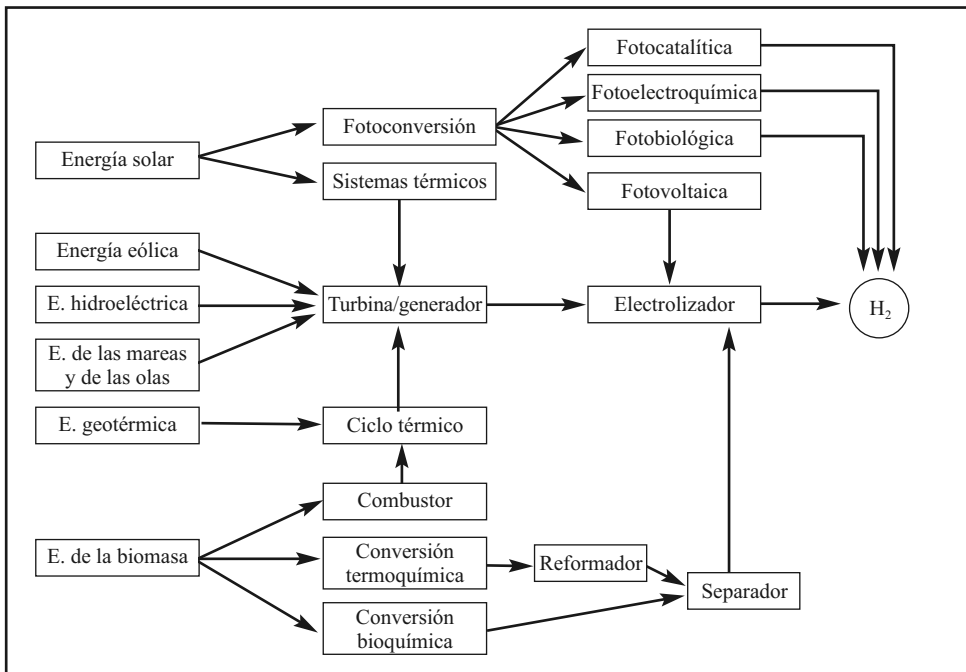 Fotocatalítica
Fotoelectroquímica
Fotoconversión
Fotobiológica
Energía solar
Sistemas térmicos
Fotovoltaica
Energía eólica
E. hidroeléctrica
Turbina/generador
Electrolizador
H₂
E. de las mareas
y de las olas
E. geotérmica
Ciclo térmico
Combustor
E. de la biomasa
Conversión
termoquímica
Reformador
Separador
Conversión
bioquímica